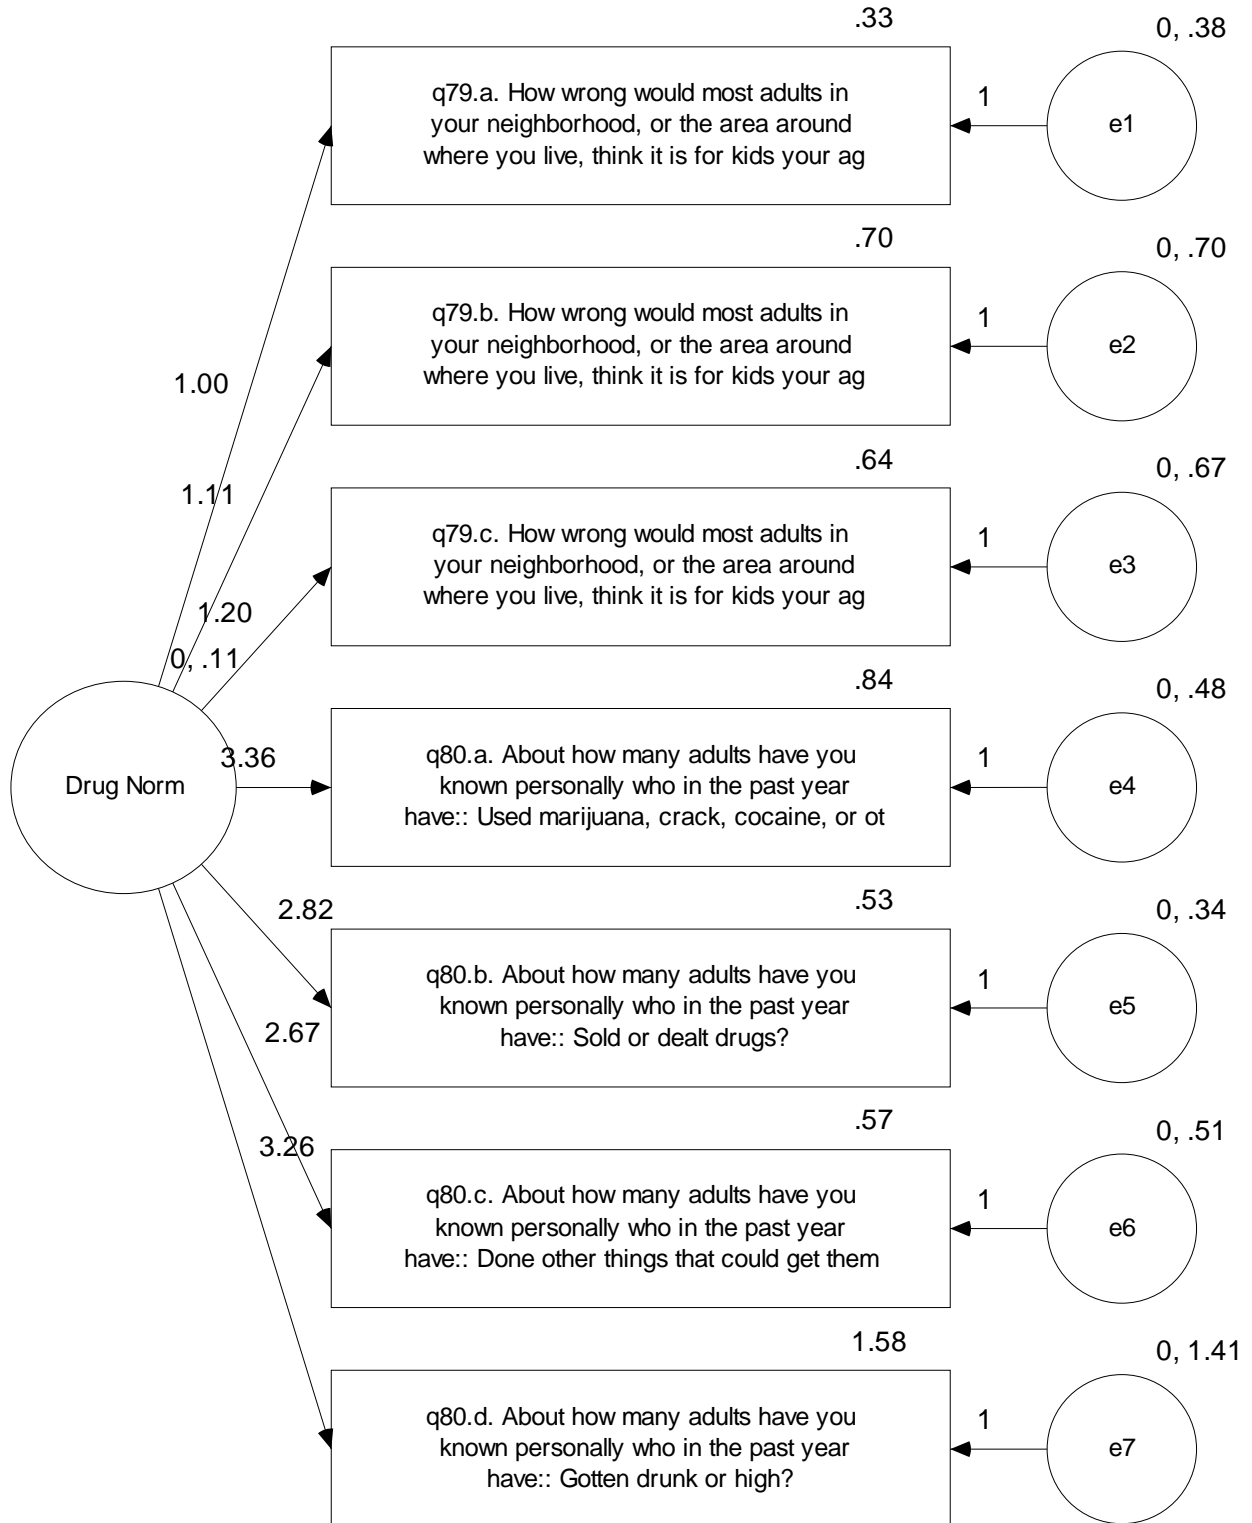 .33
0, .38
q79.a. How wrong would most adults in
your neighborhood, or the area around
where you live, think it is for kids your ag
1
e1
.70
0, .70
q79.b. How wrong would most adults in
your neighborhood, or the area around
where you live, think it is for kids your ag
1
e2
1.00
.64
0, .67
1.11
q79.c. How wrong would most adults in
your neighborhood, or the area around
where you live, think it is for kids your ag
1
e3
1.20
0, .11
.84
0, .48
3.36
Drug Norm
q80.a. About how many adults have you
known personally who in the past year
have:: Used marijuana, crack, cocaine, or ot
1
e4
2.82
.53
0, .34
q80.b. About how many adults have you
known personally who in the past year
have:: Sold or dealt drugs?
1
e5
2.67
.57
0, .51
3.26
q80.c. About how many adults have you
known personally who in the past year
have:: Done other things that could get them
1
e6
1.58
0, 1.41
q80.d. About how many adults have you
known personally who in the past year
have:: Gotten drunk or high?
1
e7